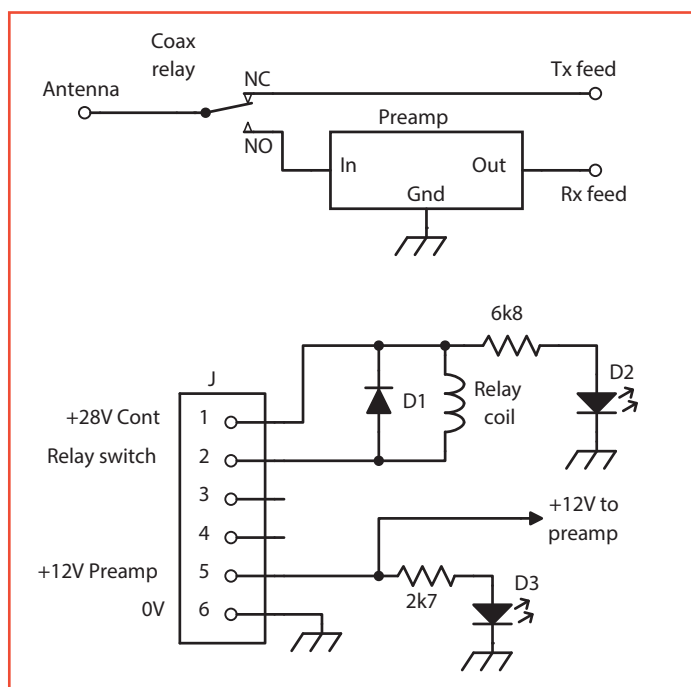 Coax
relay
Antenna
NC
NO
Tx feed
Preamp
In
Out
Gnd
Rx feed
6k8
D2
J
D1
Relay
coil
+28V Cont
1
Relay switch
2
3
4
+12V to
preamp
+12V Preamp
5
2k7
D3
0V
6